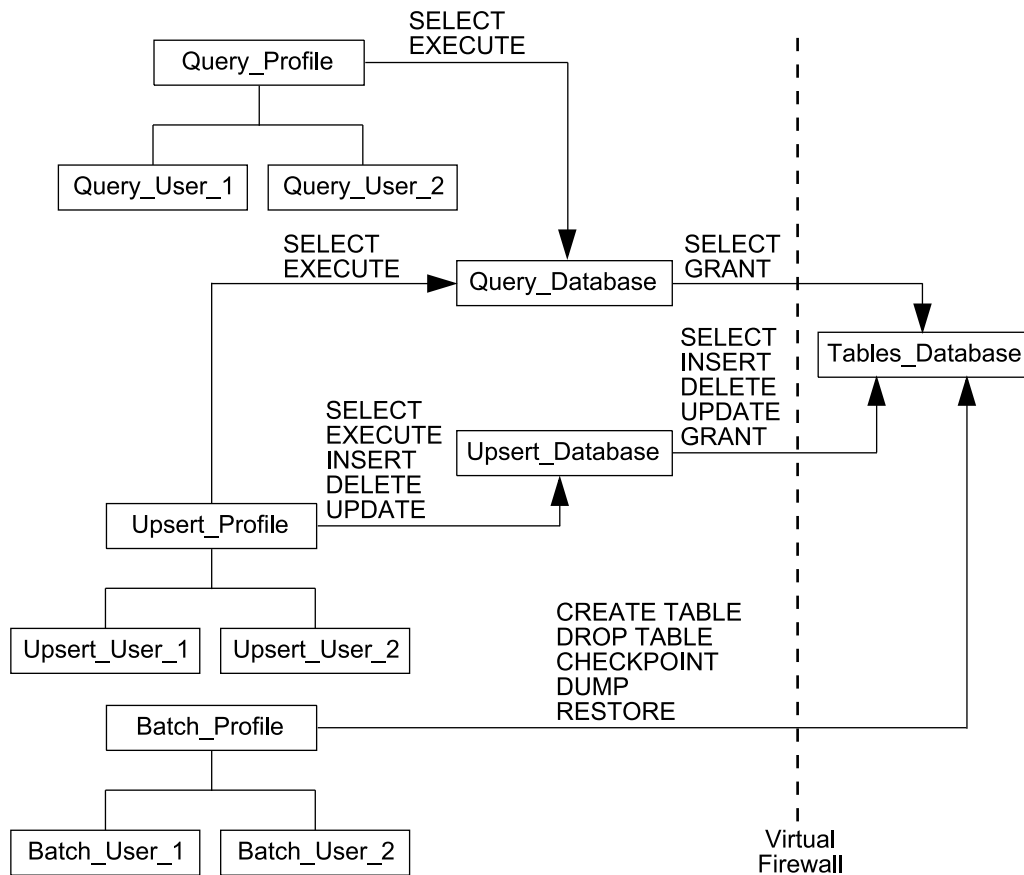 SELECT
EXECUTE
Query_Profile
Query_User_1
Query_User_2
SELECT
EXECUTE
Query_Database
SELECT
GRANT
Tables_Database
SELECT
INSERT
DELETE
UPDATE
GRANT
SELECT
EXECUTE
INSERT
DELETE
UPDATE
Upsert_Database
Upsert_Profile
Upsert_User_1
Upsert_User_2
CREATE TABLE
DROP TABLE
CHECKPOINT
DUMP
RESTORE
Batch_Profile
Batch_User_1
Batch_User_2
Virtual
Firewall